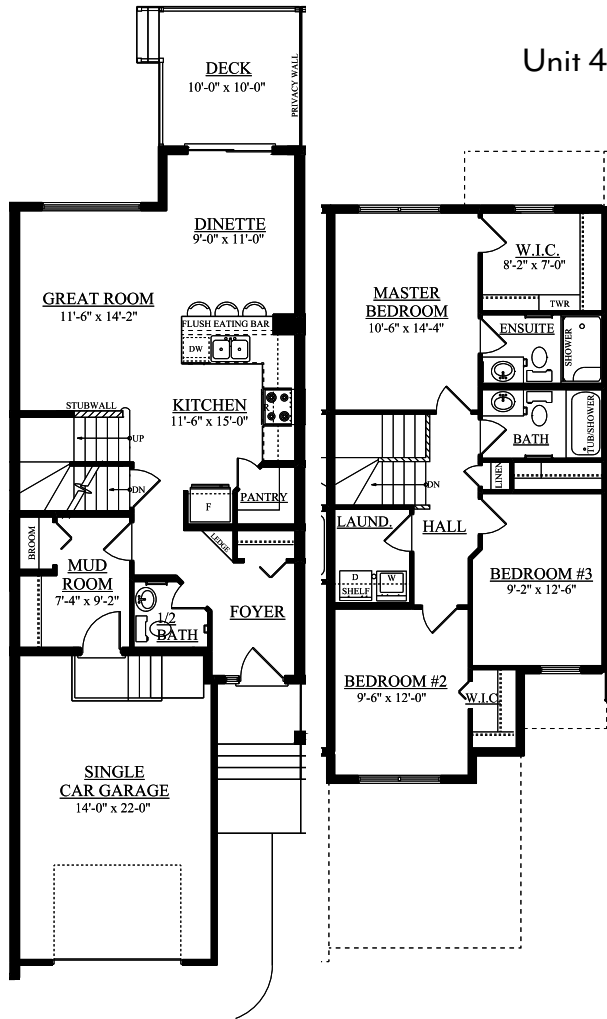 Unit 4
DECK
10'-0" x 10'-0"
PRIVACY WALL
DINETTE
9'-0" x 11'-0"
GREAT ROOM
11'-6" x 14'-2"
FLUSH EATING BAR
DW
STUBWALL
KITCHEN
11'-6" x 15'-0"
UP
DN
F
PANTRY
BROOM
MUD
ROOM
7'-4" x 9'-2"
LEDGE
1/2
BATH
FOYER
SINGLE
CAR GARAGE
14'-0" x 22'-0"
W.I.C.
8'-2" x 7'-0"
TWR
MASTER
BEDROOM
10'-6" x 14'-4"
ENSUITE
SHOWER
BATH
TUB/SHOWER
LINEN
DN
LAUND.
HALL
D
W
SHELF
BEDROOM #3
9'-2" x 12'-6"
BEDROOM #2
9'-6" x 12'-0"
W.I.C.